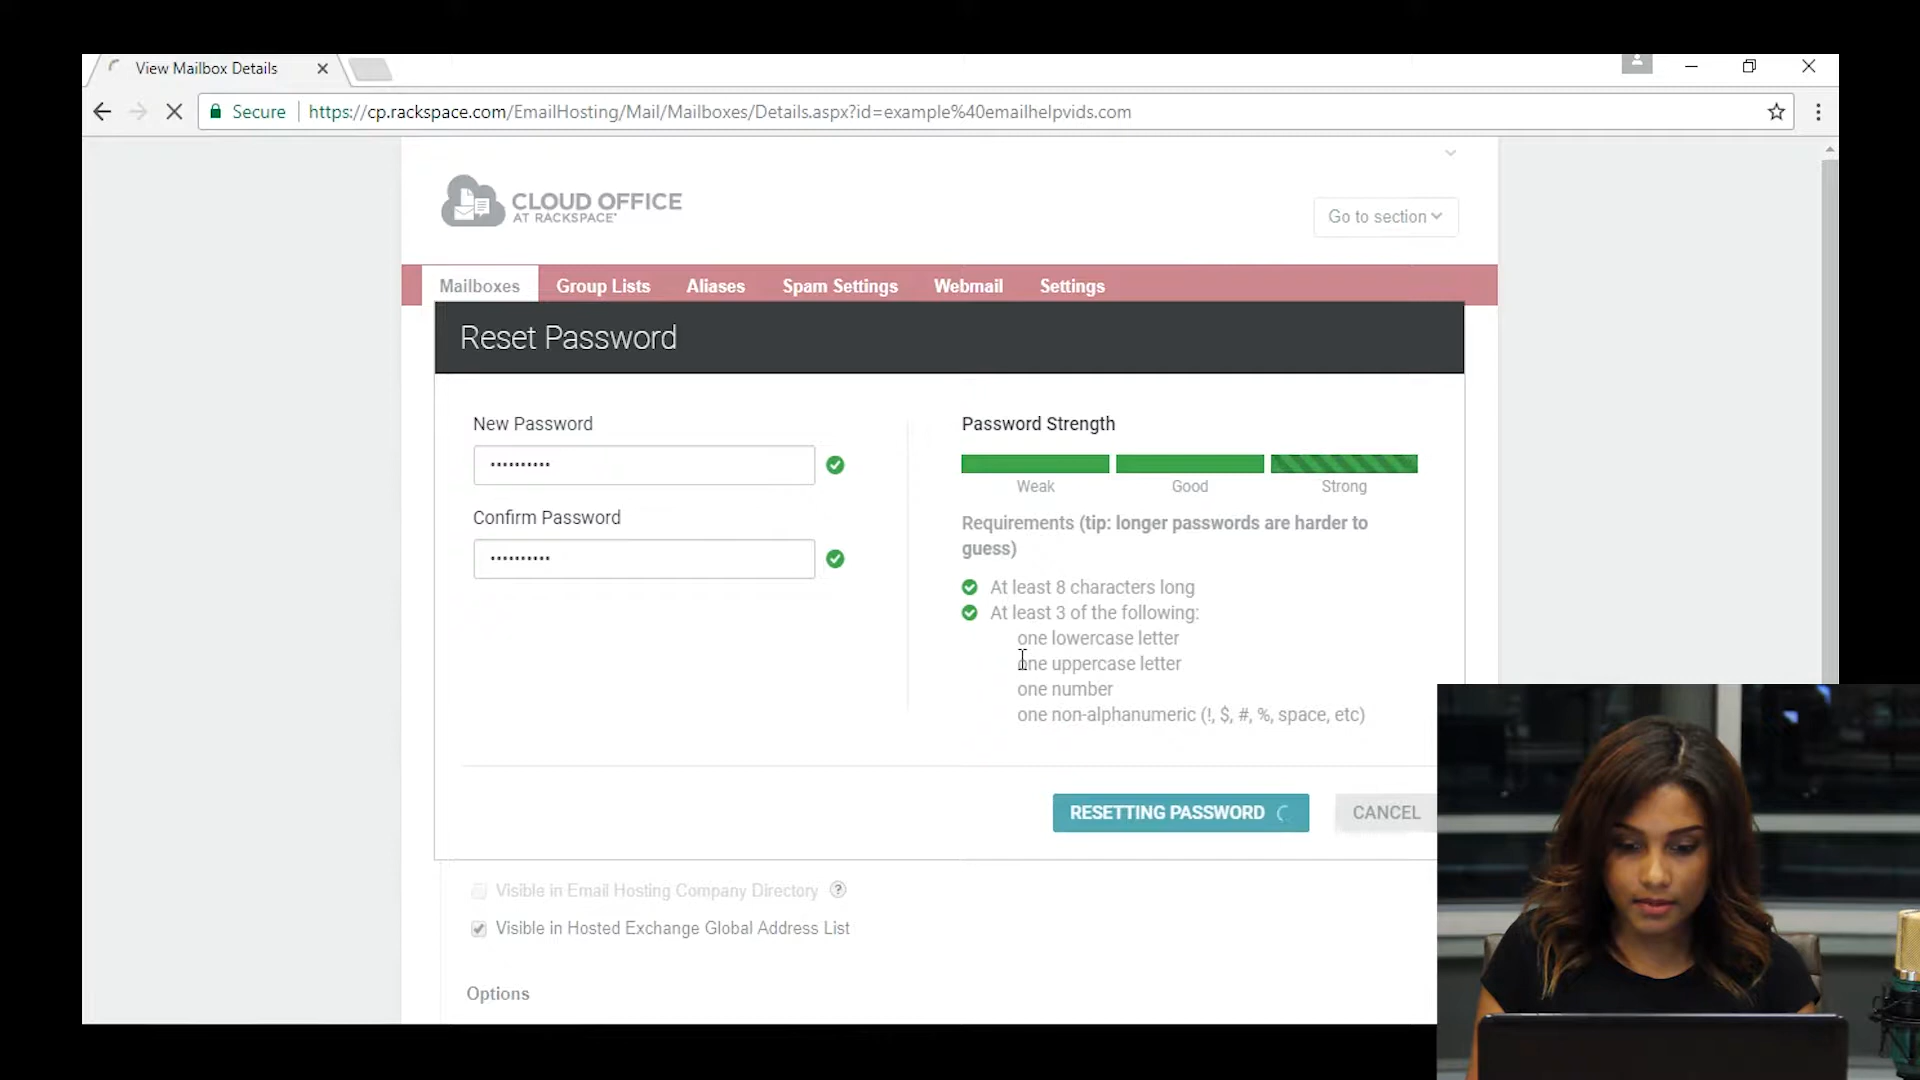 View Mailbox Details
Secure https://cp.rackspace.com/EmailHosting/Mail/Mailboxes/Details.aspx?id=example%40emailhelpvids.com
CLOUD OFFICE
AT RACKSPACE
Go to section
Mailboxes Group Lists Aliases Spam Settings Webmail Settings
Reset Password
New Password
••••••••••
Confirm Password
••••••••••
Password Strength
Weak Good Strong
Requirements (tip: longer passwords are harder to
guess)
At least 8 characters long
At least 3 of the following:
one lowercase letter
one uppercase letter
one number
one non-alphanumeric (!, $, #, %, space, etc)
RESETTING PASSWORD
CANCEL
Visible in Email Hosting Company Directory ?
Visible in Hosted Exchange Global Address List
Options